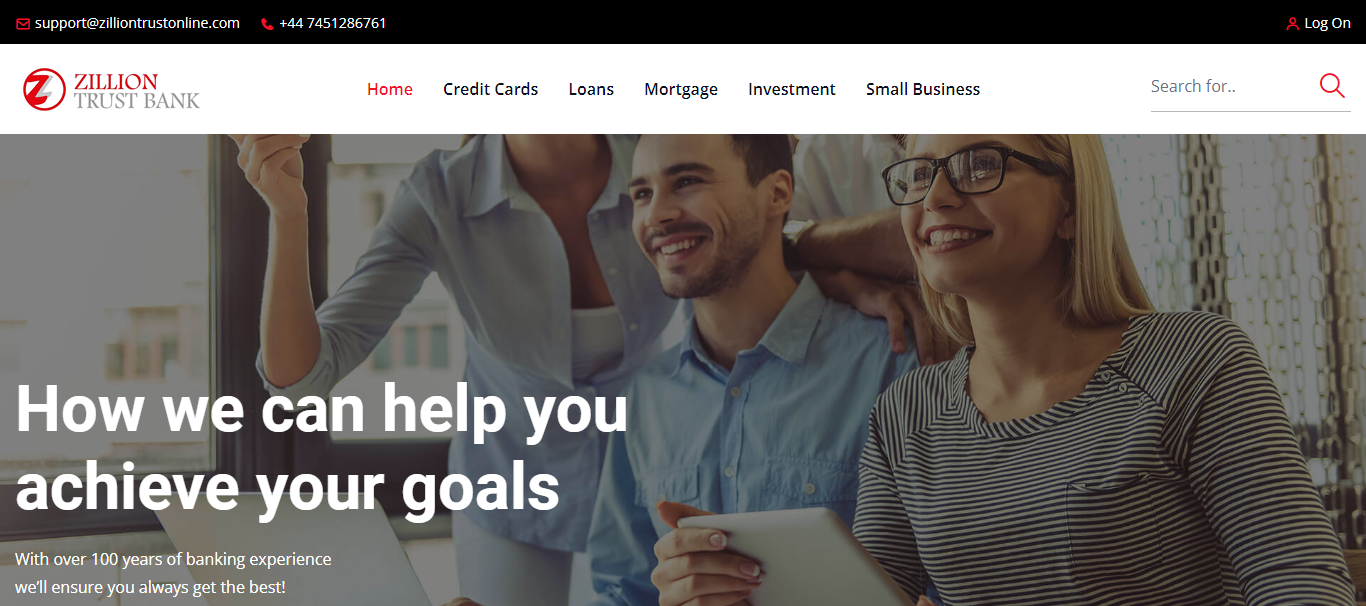 support@zilliontrustonline.com +44 7451286761 Log On
ZILLION
TRUST BANK
Home Credit Cards Loans Mortgage Investment Small Business
Search for..
How we can help you
achieve your goals
With over 100 years of banking experience
we’ll ensure you always get the best!